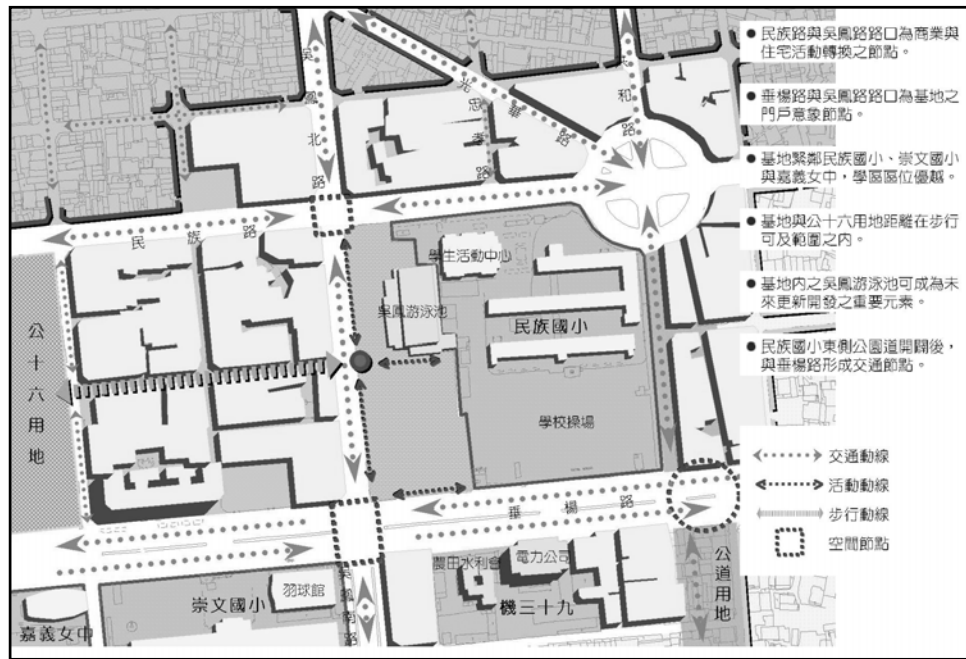 ● 民族路與吳鳳路路口為商業與
住宅活動轉換之節點。
● 垂楊路與吳鳳路路口為基地之
門戶意象節點。
● 基地緊鄰民族國小、崇文國小
與嘉義女中，學區區位優越。
● 基地與公十六用地距離在步行
可及範圍之內。
● 基地內之吳鳳游泳池可成為未
來更新開發之重要元素。
● 民族國小東側公園道開闢後，
與垂楊路形成交通節點。
吳鳳北路
光華路
忠孝路
共和路
民族路
學生活動中心
吳鳳游泳池
民族國小
公十六用地
學校操場
垂楊路
交通動線
活動動線
步行動線
空間節點
農田水利會
電力公司
羽球館
崇文國小
吳鳳南路
機三十九
公道用地
嘉義女中